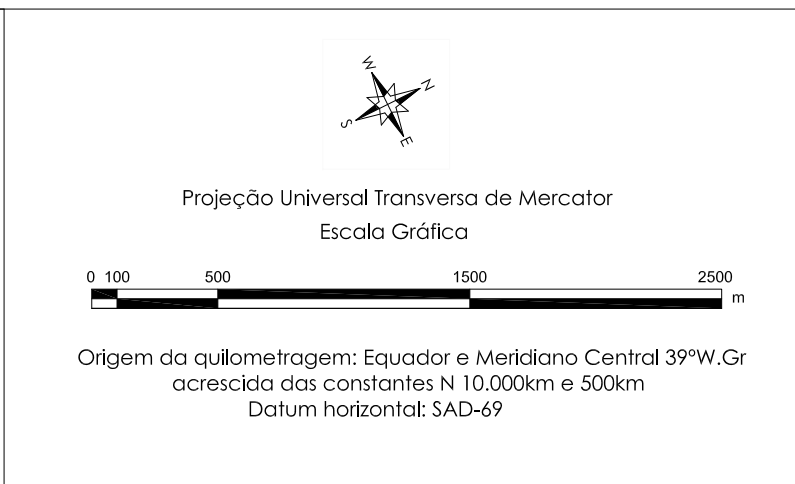 W
N
S
E
Projeção Universal Transversa de Mercator
Escala Gráfica
0 100 500 1500 2500
m
Origem da quilometragem: Equador e Meridiano Central 39ºW.Gr
acrescida das constantes N 10.000km e 500km
Datum horizontal: SAD-69